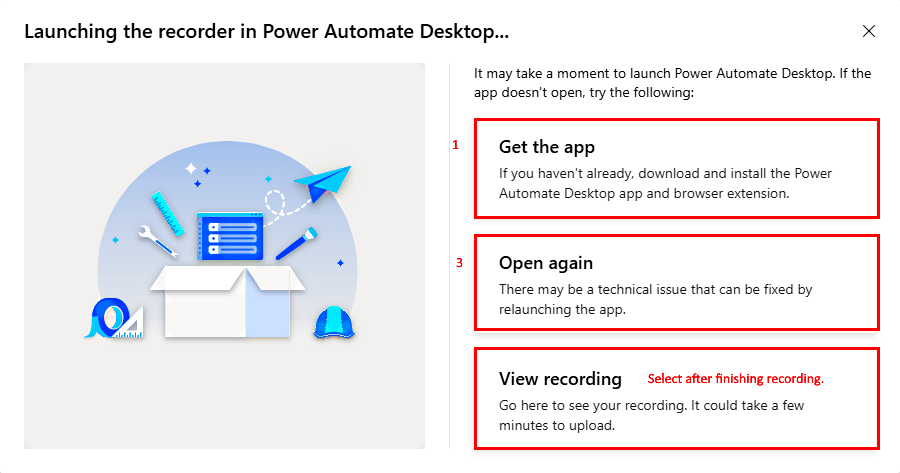 Launching the recorder in Power Automate Desktop...
It may take a moment to launch Power Automate Desktop. If the
app doesn't open, try the following:
1
Get the app
If you haven't already, download and install the Power
Automate Desktop app and browser extension.
3
Open again
There may be a technical issue that can be fixed by
relaunching the app.
View recording
Select after finishing recording.
Go here to see your recording. It could take a few
minutes to upload.